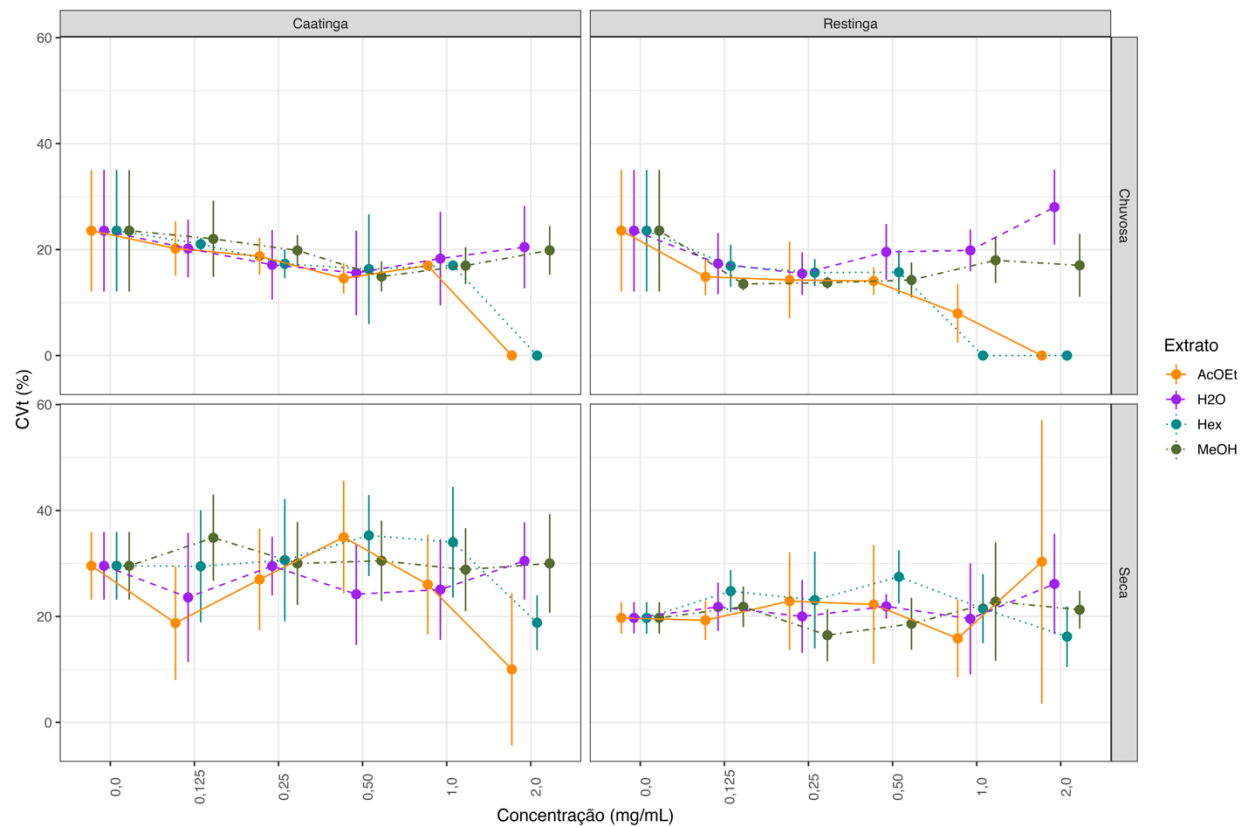 Caatinga
Restinga
60
40
20
0
Chuvosa
60
40
20
0
Seca
CVt (%)
0,0
0,125
0,25
0,50
1,0
2,0
0,0
0,125
0,25
0,50
1,0
2,0
Concentração (mg/mL)
Extrato
AcOEt
H2O
Hex
MeOH